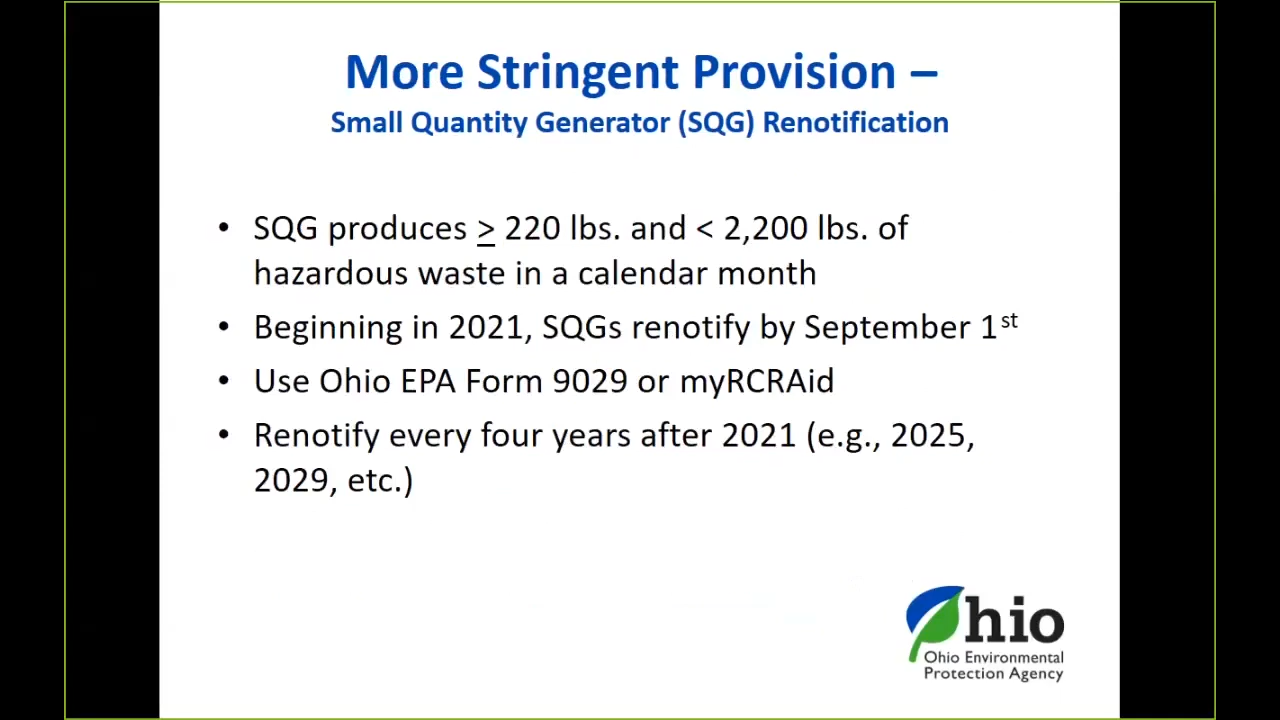 More Stringent Provision –
Small Quantity Generator (SQG) Renotification
• SQG produces ≥ 220 lbs. and < 2,200 lbs. of
hazardous waste in a calendar month
• Beginning in 2021, SQGs renotify by September 1st
• Use Ohio EPA Form 9029 or myRCRAid
• Renotify every four years after 2021 (e.g., 2025,
2029, etc.)
Ohio
Ohio Environmental
Protection Agency